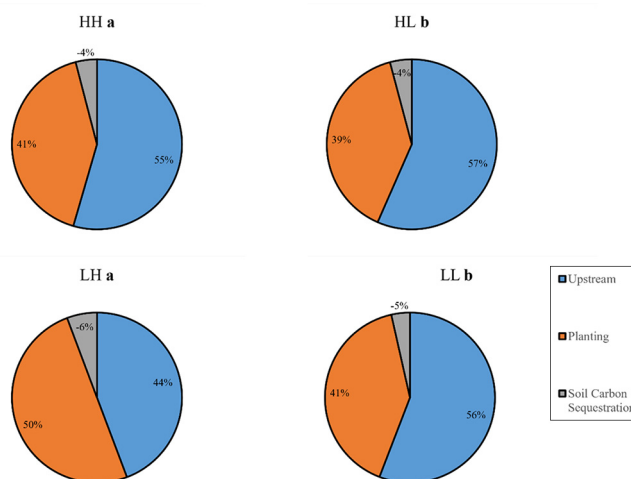 HH a
-4%
41%
55%
HL b
-4%
39%
57%
LH a
-6%
44%
50%
LL b
-5%
41%
56%
Upstream
Planting
Soil Carbon
Sequestration